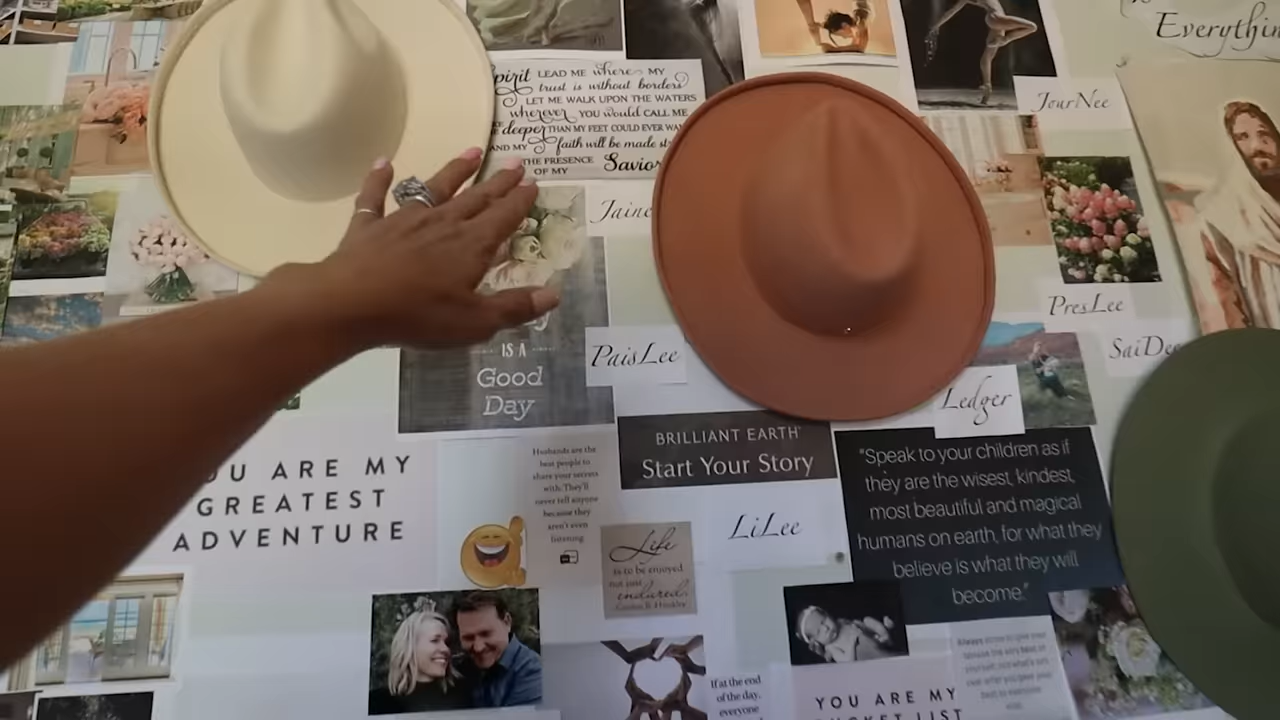 Everythin
Spirit LEAD ME where MY
trust is without borders
LET ME WALK UPON THE WATERS
wherever YOU would CALL ME
deeper THAN MY FEET COULD EVER WAN
AND MY faith will be made st
THE PRESENCE
OF MY Savior
JourNee
Jaine
PresLee
SaiDee
PaisLee
IS A
Good
Day
Ledger
BRILLIANT EARTH
Start Your Story
"Speak to your children as if
they are the wisest, kindest,
most beautiful and magical
humans on earth, for what they
believe is what they will
become."
YOU ARE MY
GREATEST
ADVENTURE
Husbands are the
best people to
share your secrets
with. They'll
never tell anyone
because they
aren't even
listening.
LiLee
Life
is to be enjoyed
not just
endured.
Gordon B. Hinckley
If at the end
of the day,
everyone
YOU ARE MY
BUCKET LIST